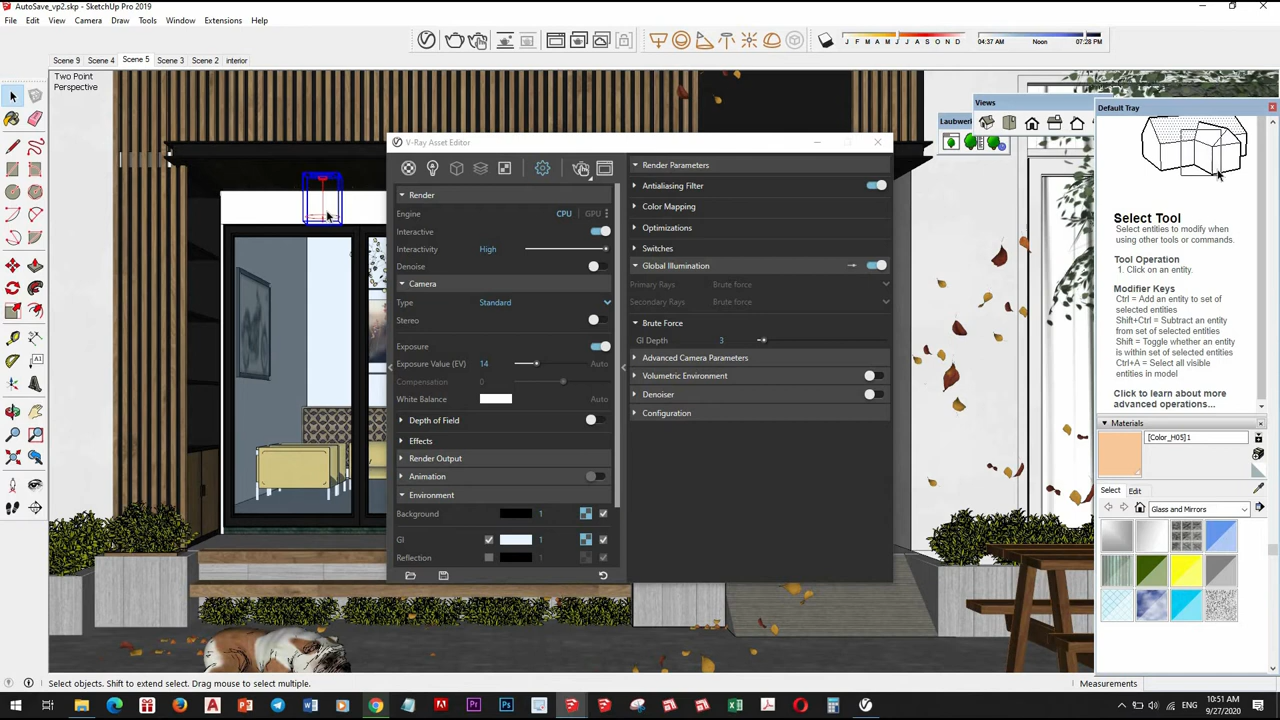 AutoSave_vp2.skp - SketchUp Pro 2019
File Edit View Camera Draw Tools Window Extensions Help
J F M A M J J A S O N D
04:37 AM Noon 07:28 PM
Scene 9 Scene 4 Scene 5 Scene 3 Scene 2 interior
Two Point
Perspective
Views
Laubwerk
Default Tray
V-Ray Asset Editor
Render
Engine CPU GPU
Interactive
Interactivity High
Denoise
Camera
Type Standard
Stereo
Exposure
Exposure Value (EV) 14 Auto
Compensation 0
White Balance Auto
Depth of Field
Effects
Render Output
Animation
Environment
Background 1
GI 1
Reflection 1
Render Parameters
Antialiasing Filter
Color Mapping
Optimizations
Switches
Global Illumination
Primary Rays Brute force
Secondary Rays Brute force
Brute Force
GI Depth 3
Advanced Camera Parameters
Volumetric Environment
Denoiser
Configuration
Select Tool
Select entities to modify when
using other tools or commands.
Tool Operation
1. Click on an entity.
Modifier Keys
Ctrl = Add an entity to set of
selected entities
Shift+Ctrl = Subtract an entity
from set of selected entities
Shift = Toggle whether an
entity is within set of selected
entities
Ctrl+A = Select all visible
entities in model
Click to learn about more
advanced operations...
Materials
[Color_H05]1
Select Edit
Glass and Mirrors
Select objects. Shift to extend select. Drag mouse to select multiple.
Measurements
ENG
10:51 AM
9/27/2020